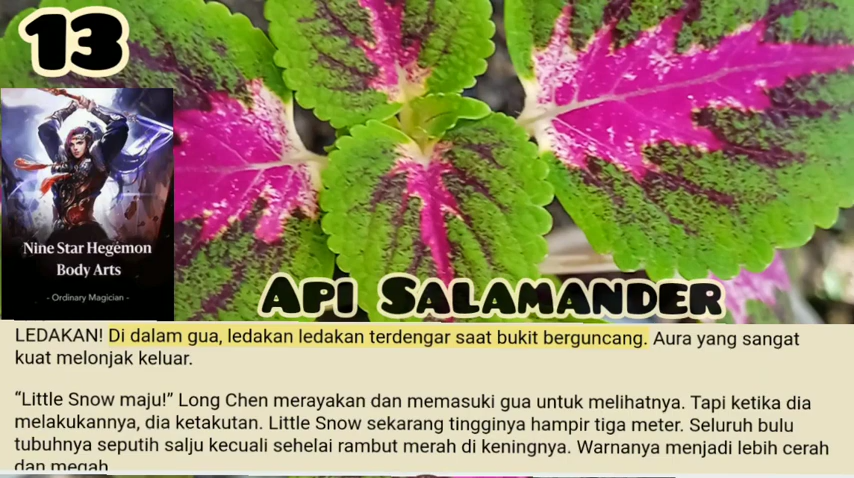 13
Nine Star Hegemon
Body Arts
- Ordinary Magician -
Api Salamander
LEDAKAN! Di dalam gua, ledakan ledakan terdengar saat bukit berguncang. Aura yang sangat
kuat melonjak keluar.
“Little Snow maju!” Long Chen merayakan dan memasuki gua untuk melihatnya. Tapi ketika dia
melakukannya, dia ketakutan. Little Snow sekarang tingginya hampir tiga meter. Seluruh bulu
tubuhnya seputih salju kecuali sehelai rambut merah di keningnya. Warnanya menjadi lebih cerah
dan megah